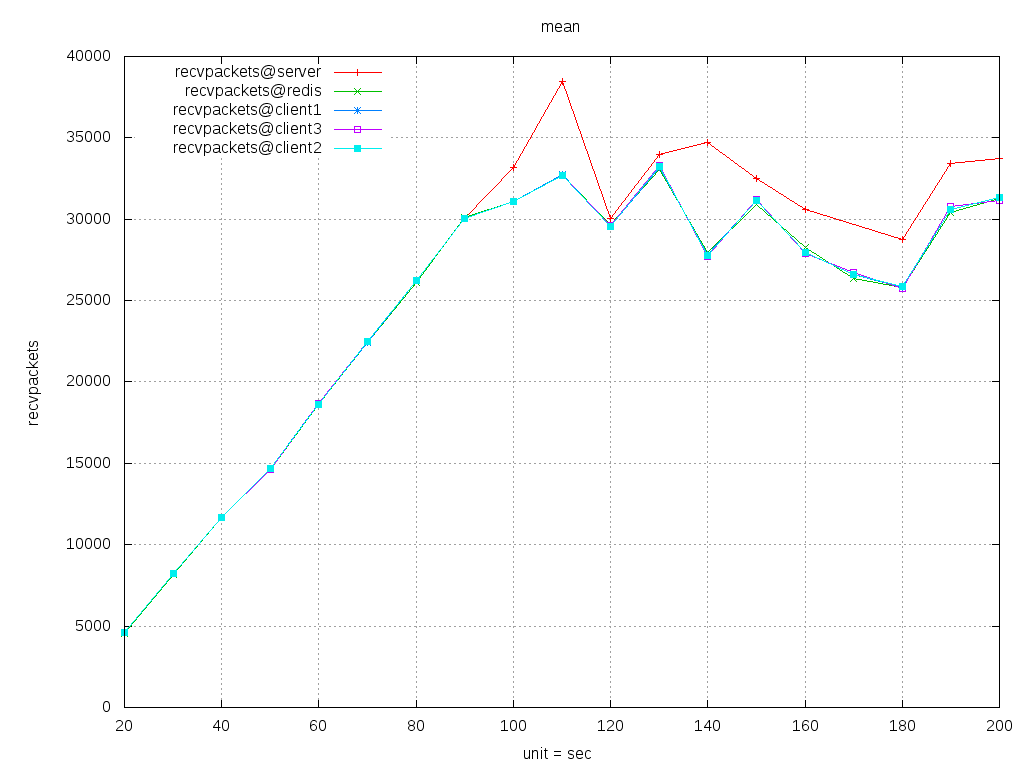 mean
40000
35000
30000
25000
20000
15000
10000
5000
0
recvpackets@server
recvpackets@redis
recvpackets@client1
recvpackets@client3
recvpackets@client2
recvpackets
20 40 60 80 100 120 140 160 180 200
unit = sec